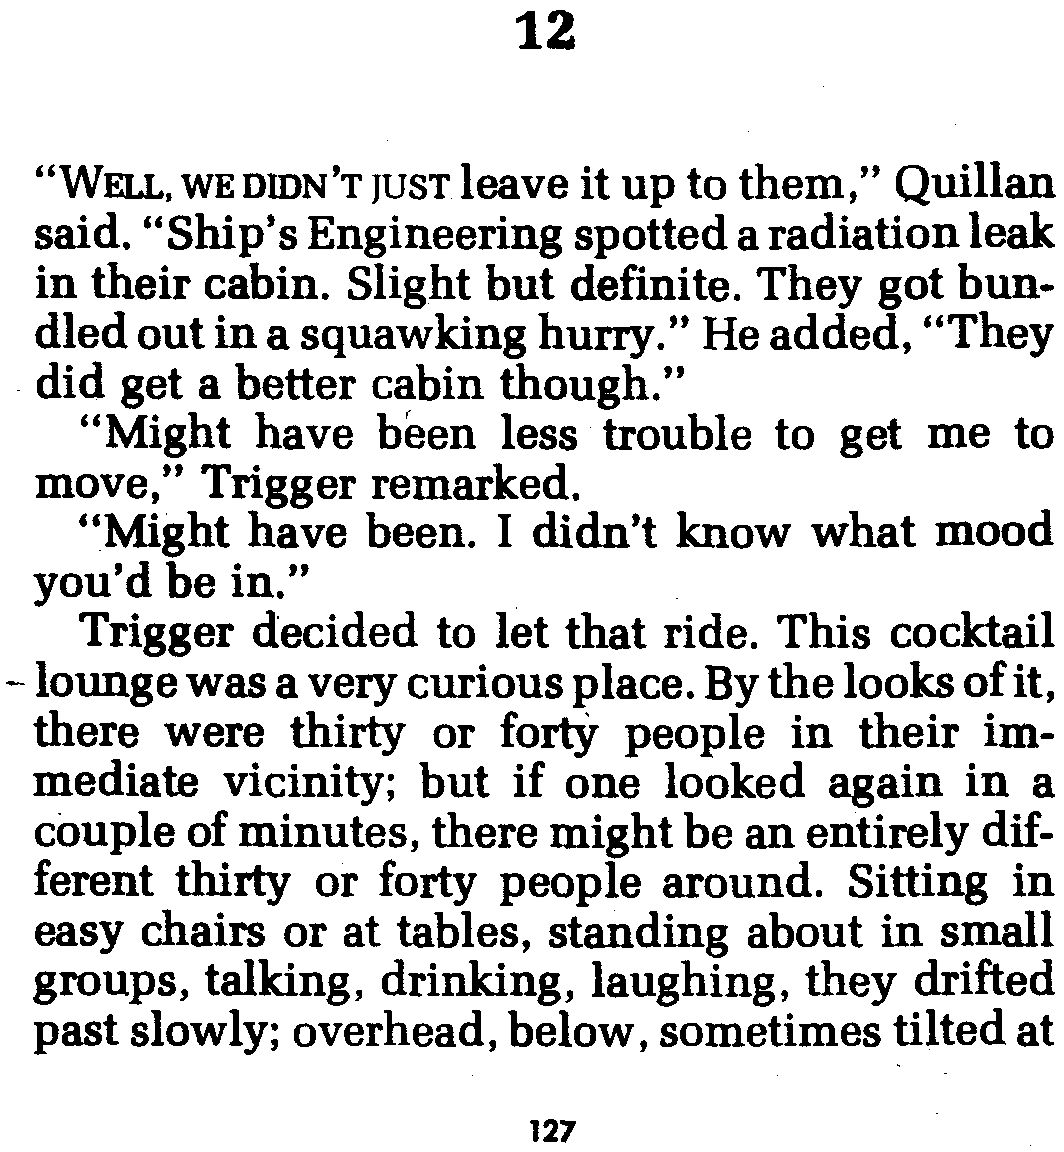 12
“WELL, WE DIDN’T JUST leave it up to them,” Quillan
said. “Ship’s Engineering spotted a radiation leak
in their cabin. Slight but definite. They got bun-
dled out in a squawking hurry.” He added, “They
did get a better cabin though.”
“Might have been less trouble to get me to
move,” Trigger remarked.
“Might have been. I didn’t know what mood
you’d be in.”
Trigger decided to let that ride. This cocktail
lounge was a very curious place. By the looks of it,
there were thirty or forty people in their im-
mediate vicinity; but if one looked again in a
couple of minutes, there might be an entirely dif-
ferent thirty or forty people around. Sitting in
easy chairs or at tables, standing about in small
groups, talking, drinking, laughing, they drifted
past slowly; overhead, below, sometimes tilted at
127